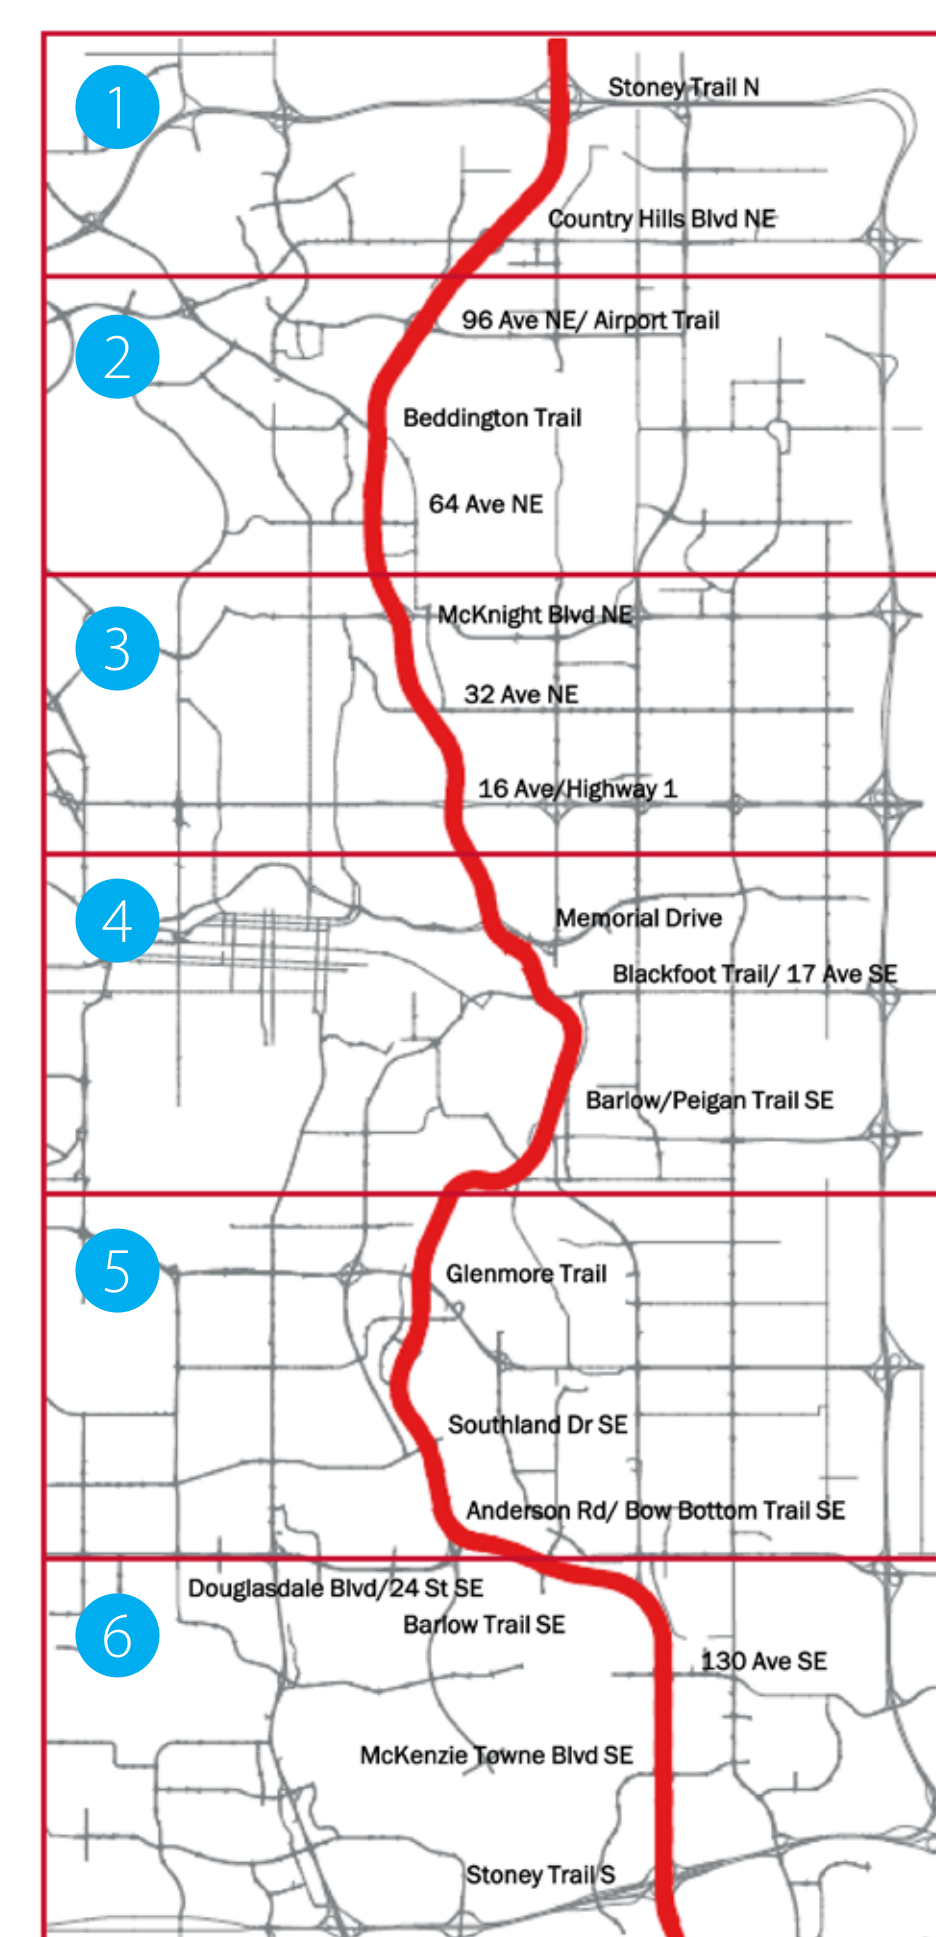 1
Stoney Trail N
Country Hills Blvd NE
2
96 Ave NE/ Airport Trail
Beddington Trail
64 Ave NE
3
McKnight Blvd NE
32 Ave NE
16 Ave/Highway 1
4
Memorial Drive
Blackfoot Trail/ 17 Ave SE
Barlow/Peigan Trail SE
5
Glenmore Trail
Southland Dr SE
Anderson Rd/ Bow Bottom Trail SE
6
Douglasdale Blvd/24 St SE
Barlow Trail SE
130 Ave SE
McKenzie Towne Blvd SE
Stoney Trail S